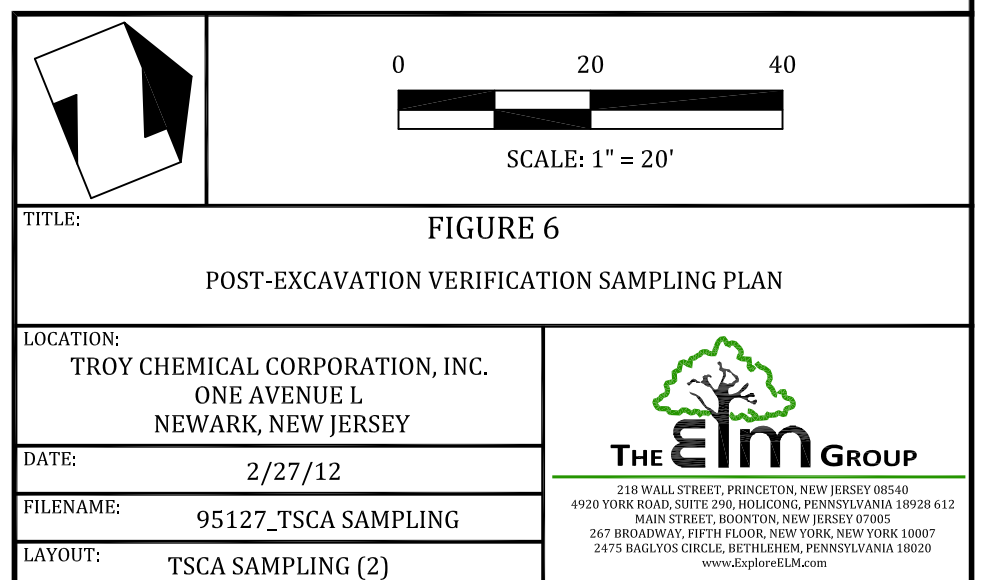 0 20 40
SCALE: 1" = 20'
TITLE:
FIGURE 6
POST-EXCAVATION VERIFICATION SAMPLING PLAN
LOCATION:
TROY CHEMICAL CORPORATION, INC.
ONE AVENUE L
NEWARK, NEW JERSEY
DATE:
2/27/12
FILENAME:
95127_TSCA SAMPLING
LAYOUT:
TSCA SAMPLING (2)
THE Elm GROUP
218 WALL STREET, PRINCETON, NEW JERSEY 08540
4920 YORK ROAD, SUITE 290, HOLICONG, PENNSYLVANIA 18928 612
MAIN STREET, BOONTON, NEW JERSEY 07005
267 BROADWAY, FIFTH FLOOR, NEW YORK, NEW YORK 10007
2475 BAGLYOS CIRCLE, BETHLEHEM, PENNSYLVANIA 18020
www.ExploreELM.com